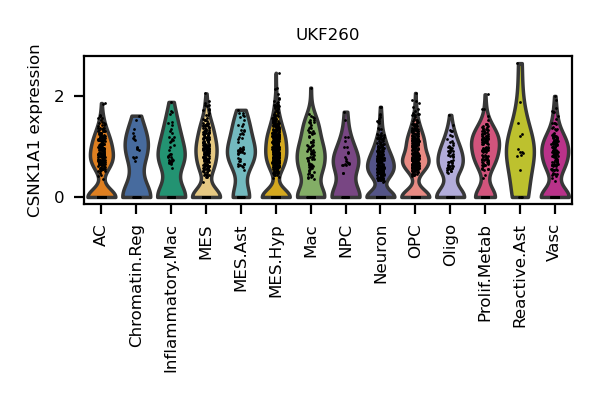 UKF260
CSNK1A1 expression
2
0
AC
Chromatin.Reg
Inflammatory.Mac
MES
MES.Ast
MES.Hyp
Mac
NPC
Neuron
OPC
Oligo
Prolif.Metab
Reactive.Ast
Vasc